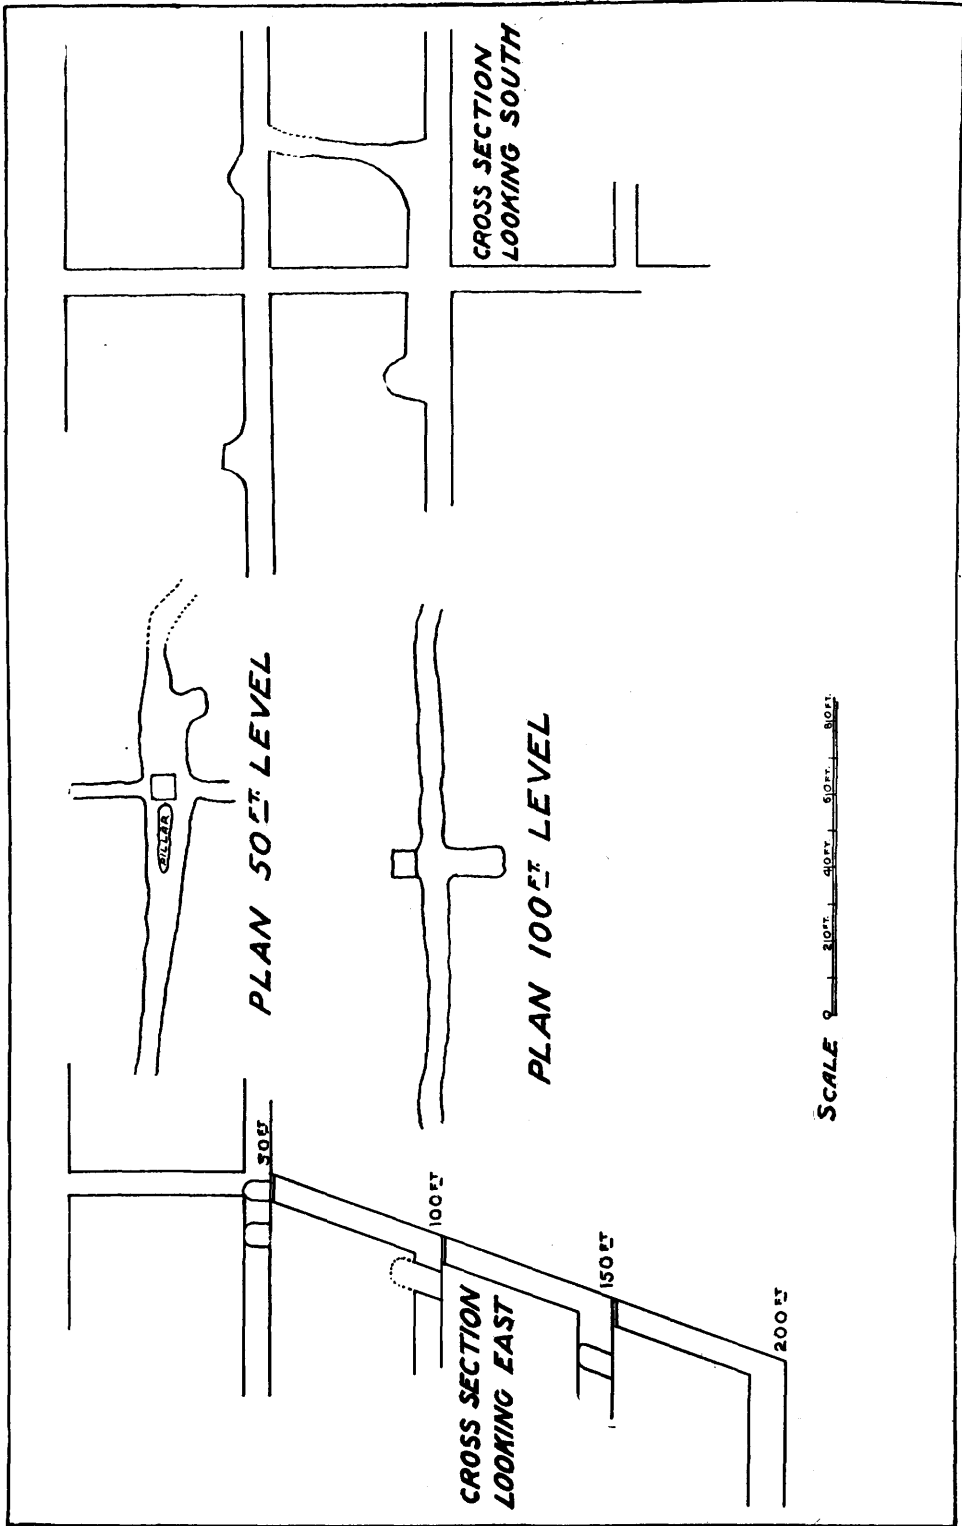 CROSS SECTION
LOOKING SOUTH
PILLAR
PLAN 50 FT. LEVEL
PLAN 100 FT. LEVEL
50 FT
100 FT
150 FT
200 FT
CROSS SECTION
LOOKING EAST
SCALE 0 20 FT. 40 FT 60 FT. 80 FT.